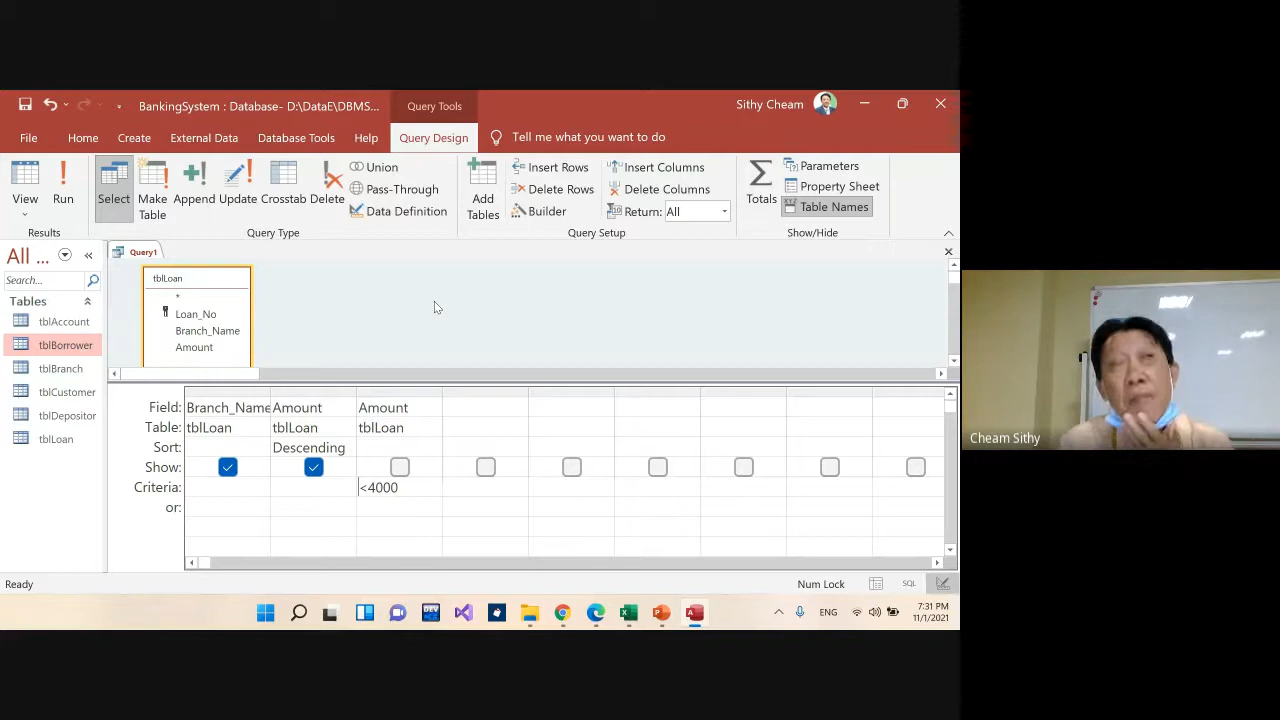 BankingSystem : Database- D:\DataE\DBMS...
Query Tools
Sithy Cheam
File
Home
Create
External Data
Database Tools
Help
Query Design
Tell me what you want to do
View
Run
Select
Make Table
Append
Update
Crosstab
Delete
Union
Pass-Through
Data Definition
Add Tables
Insert Rows
Delete Rows
Builder
Insert Columns
Delete Columns
Return: All
Totals
XYZ
Parameters
Property Sheet
Table Names
Results
Query Type
Query Setup
Show/Hide
All ...
Search...
Tables
tblAccount
tblBorrower
tblBranch
tblCustomer
tblDepositor
tblLoan
Query1
tblLoan
*
Loan_No
Branch_Name
Amount
Field: Branch_Name Amount Amount
Table: tblLoan tblLoan tblLoan
Sort: Descending
Show:
Criteria: <4000
or:
Cheam Sithy
Ready
Num Lock
SQL
DEV
ENG
7:31 PM
11/1/2021